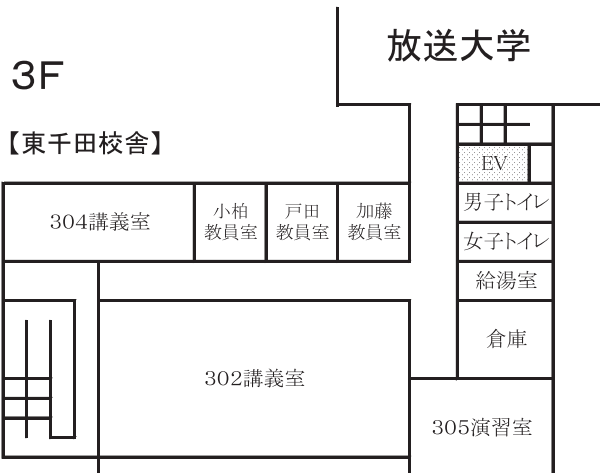 放送大学
3F
【東千田校舎】
EV
304講義室
小柏
教員室
戸田
教員室
加藤
教員室
男子トイレ
女子トイレ
給湯室
倉庫
302講義室
305演習室